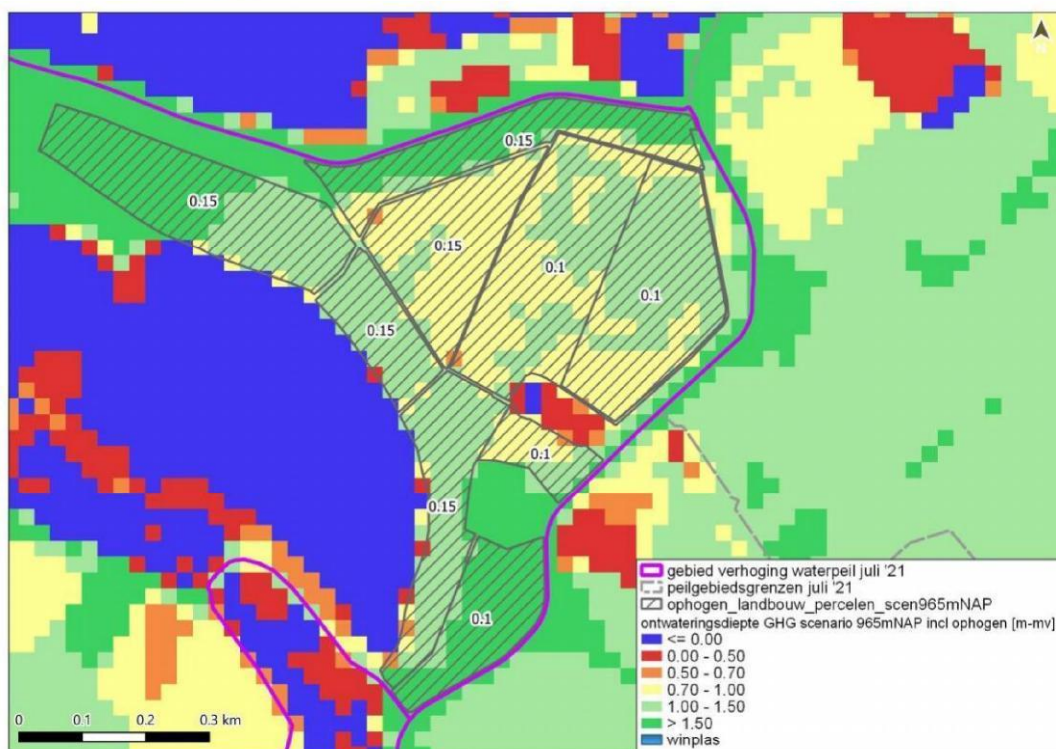 N
0.15
0.15
0.15
0.1
0.1
0.15
0.1
0.15
0.1
gebied verhoging waterpeil juli '21
peilgebiedsgrenzen juli '21
ophogen_landbouw_percelen_scen965mNAP
ontwateringsdiepte GHG scenario 965mNAP incl ophogen [m-mv]
<= 0.00
0.00 - 0.50
0.50 - 0.70
0.70 - 1.00
1.00 - 1.50
> 1.50
winplas
0 0.1 0.2 0.3 km